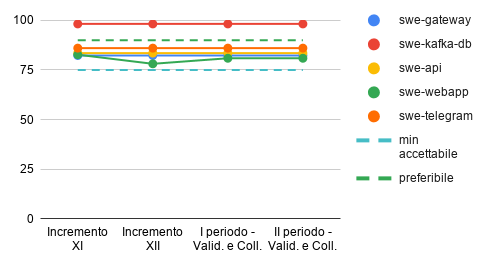 100
75
50
25
0
Incremento
XI
Incremento
XII
I periodo -
Valid. e Coll.
II periodo -
Valid. e Coll.
swe-gateway
swe-kafka-db
swe-api
swe-webapp
swe-telegram
min
accettabile
preferibile